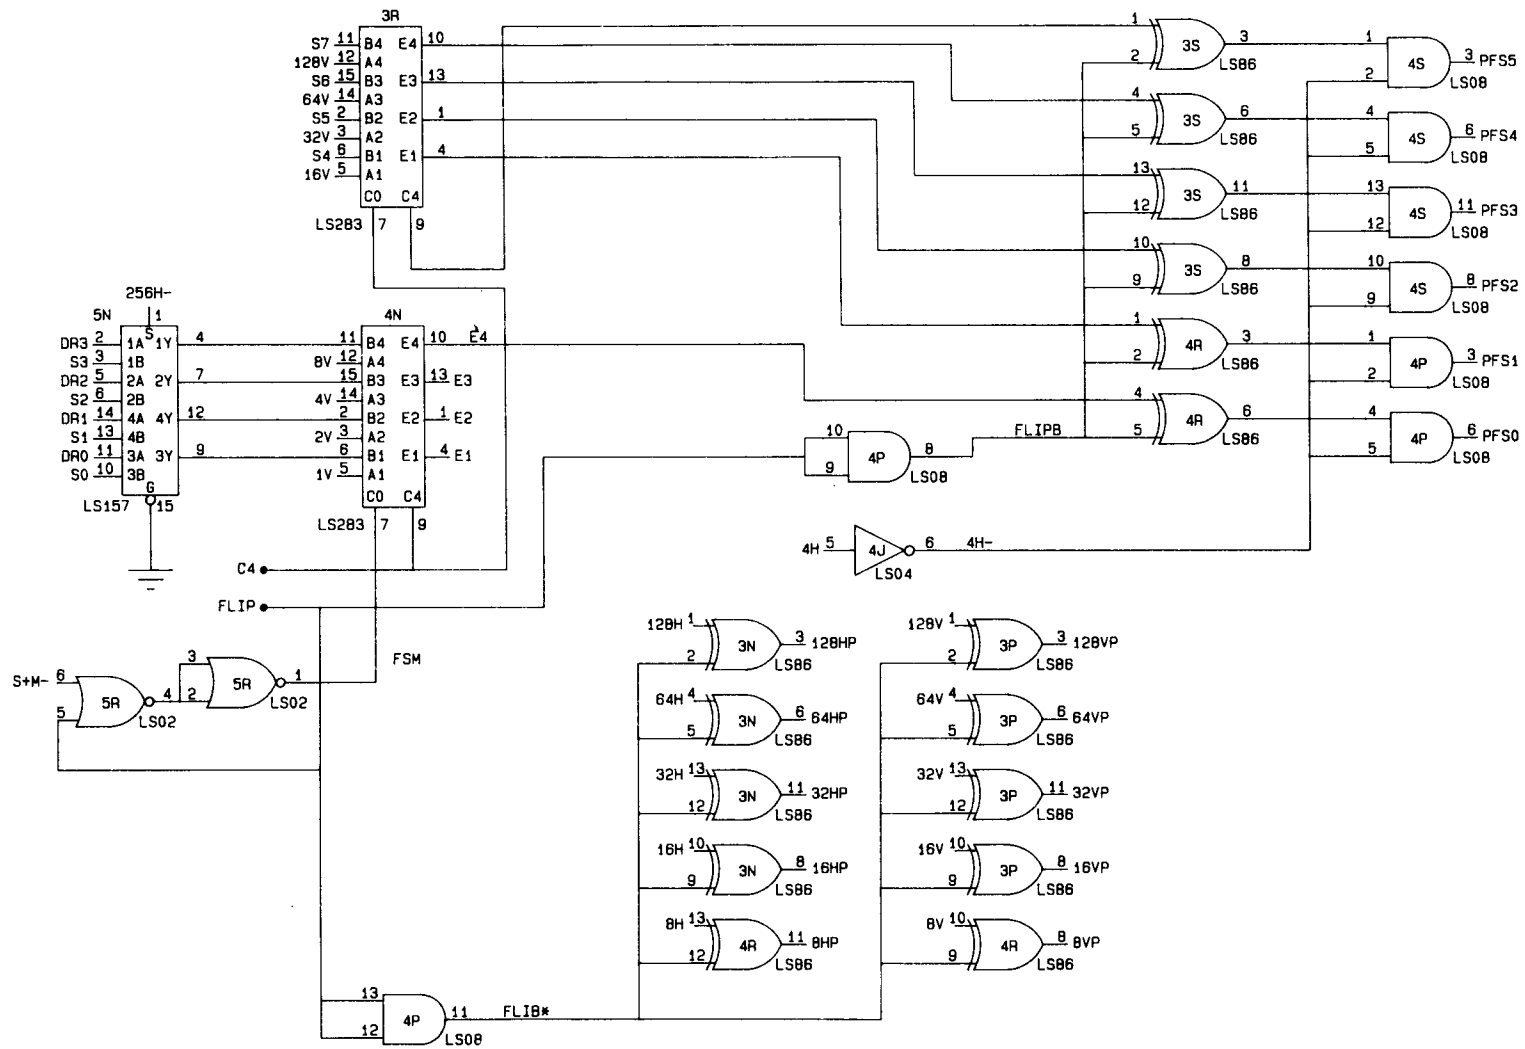 3R
S7 11 B4 E4 10
128V 12 A4
S6 15 B3 E3 13
64V 14 A3
S5 2 B2 E2 1
32V 3 A2
S4 6 B1 E1 4
16V 5 A1
C0 C4
LS283 7 9
1 3S 3
2 LS86
4 3S 6
5 LS86
13 3S 11
12 LS86
10 3S 8
9 LS86
1 4R 3
2 LS86
4 4R 6
5 LS86
1 4S 3 PFS5
2 LS08
4 4S 6 PFS4
5 LS08
13 4S 11 PFS3
12 LS08
10 4S 8 PFS2
9 LS08
1 4P 3 PFS1
2 LS08
4 4P 6 PFS0
5 LS08
256H-
5N 1
S
DR3 2 1A 1Y 4
S3 3 1B
DR2 5 2A 2Y 7
S2 6 2B
DR1 14 4A 4Y 12
S1 13 4B
DR0 11 3A 3Y 9
S0 10 3B
G
LS157 15
4N
11 B4 E4 10 E4
8V 12 A4
15 B3 E3 13 E3
4V 14 A3
2 B2 E2 1 E2
2V 3 A2
6 B1 E1 4 E1
1V 5 A1
C0 C4
LS283 7 9
10 4P 8 FLIPB
9 LS08
4H 5 4J 6 4H-
LS04
C4
FLIP
FSM
S+M- 6 5R 4
5 LS02
3 5R 1
2 LS02
128H 1 3N 3 128HP
2 LS86
64H 4 3N 6 64HP
5 LS86
32H 13 3N 11 32HP
12 LS86
16H 10 3N 8 16HP
9 LS86
8H 13 4R 11 8HP
12 LS86
128V 1 3P 3 128VP
2 LS86
64V 4 3P 6 64VP
5 LS86
32V 13 3P 11 32VP
12 LS86
16V 10 3P 8 16VP
9 LS86
8V 10 4R 8 8VP
9 LS86
13 4P 11 FLIB*
12 LS08